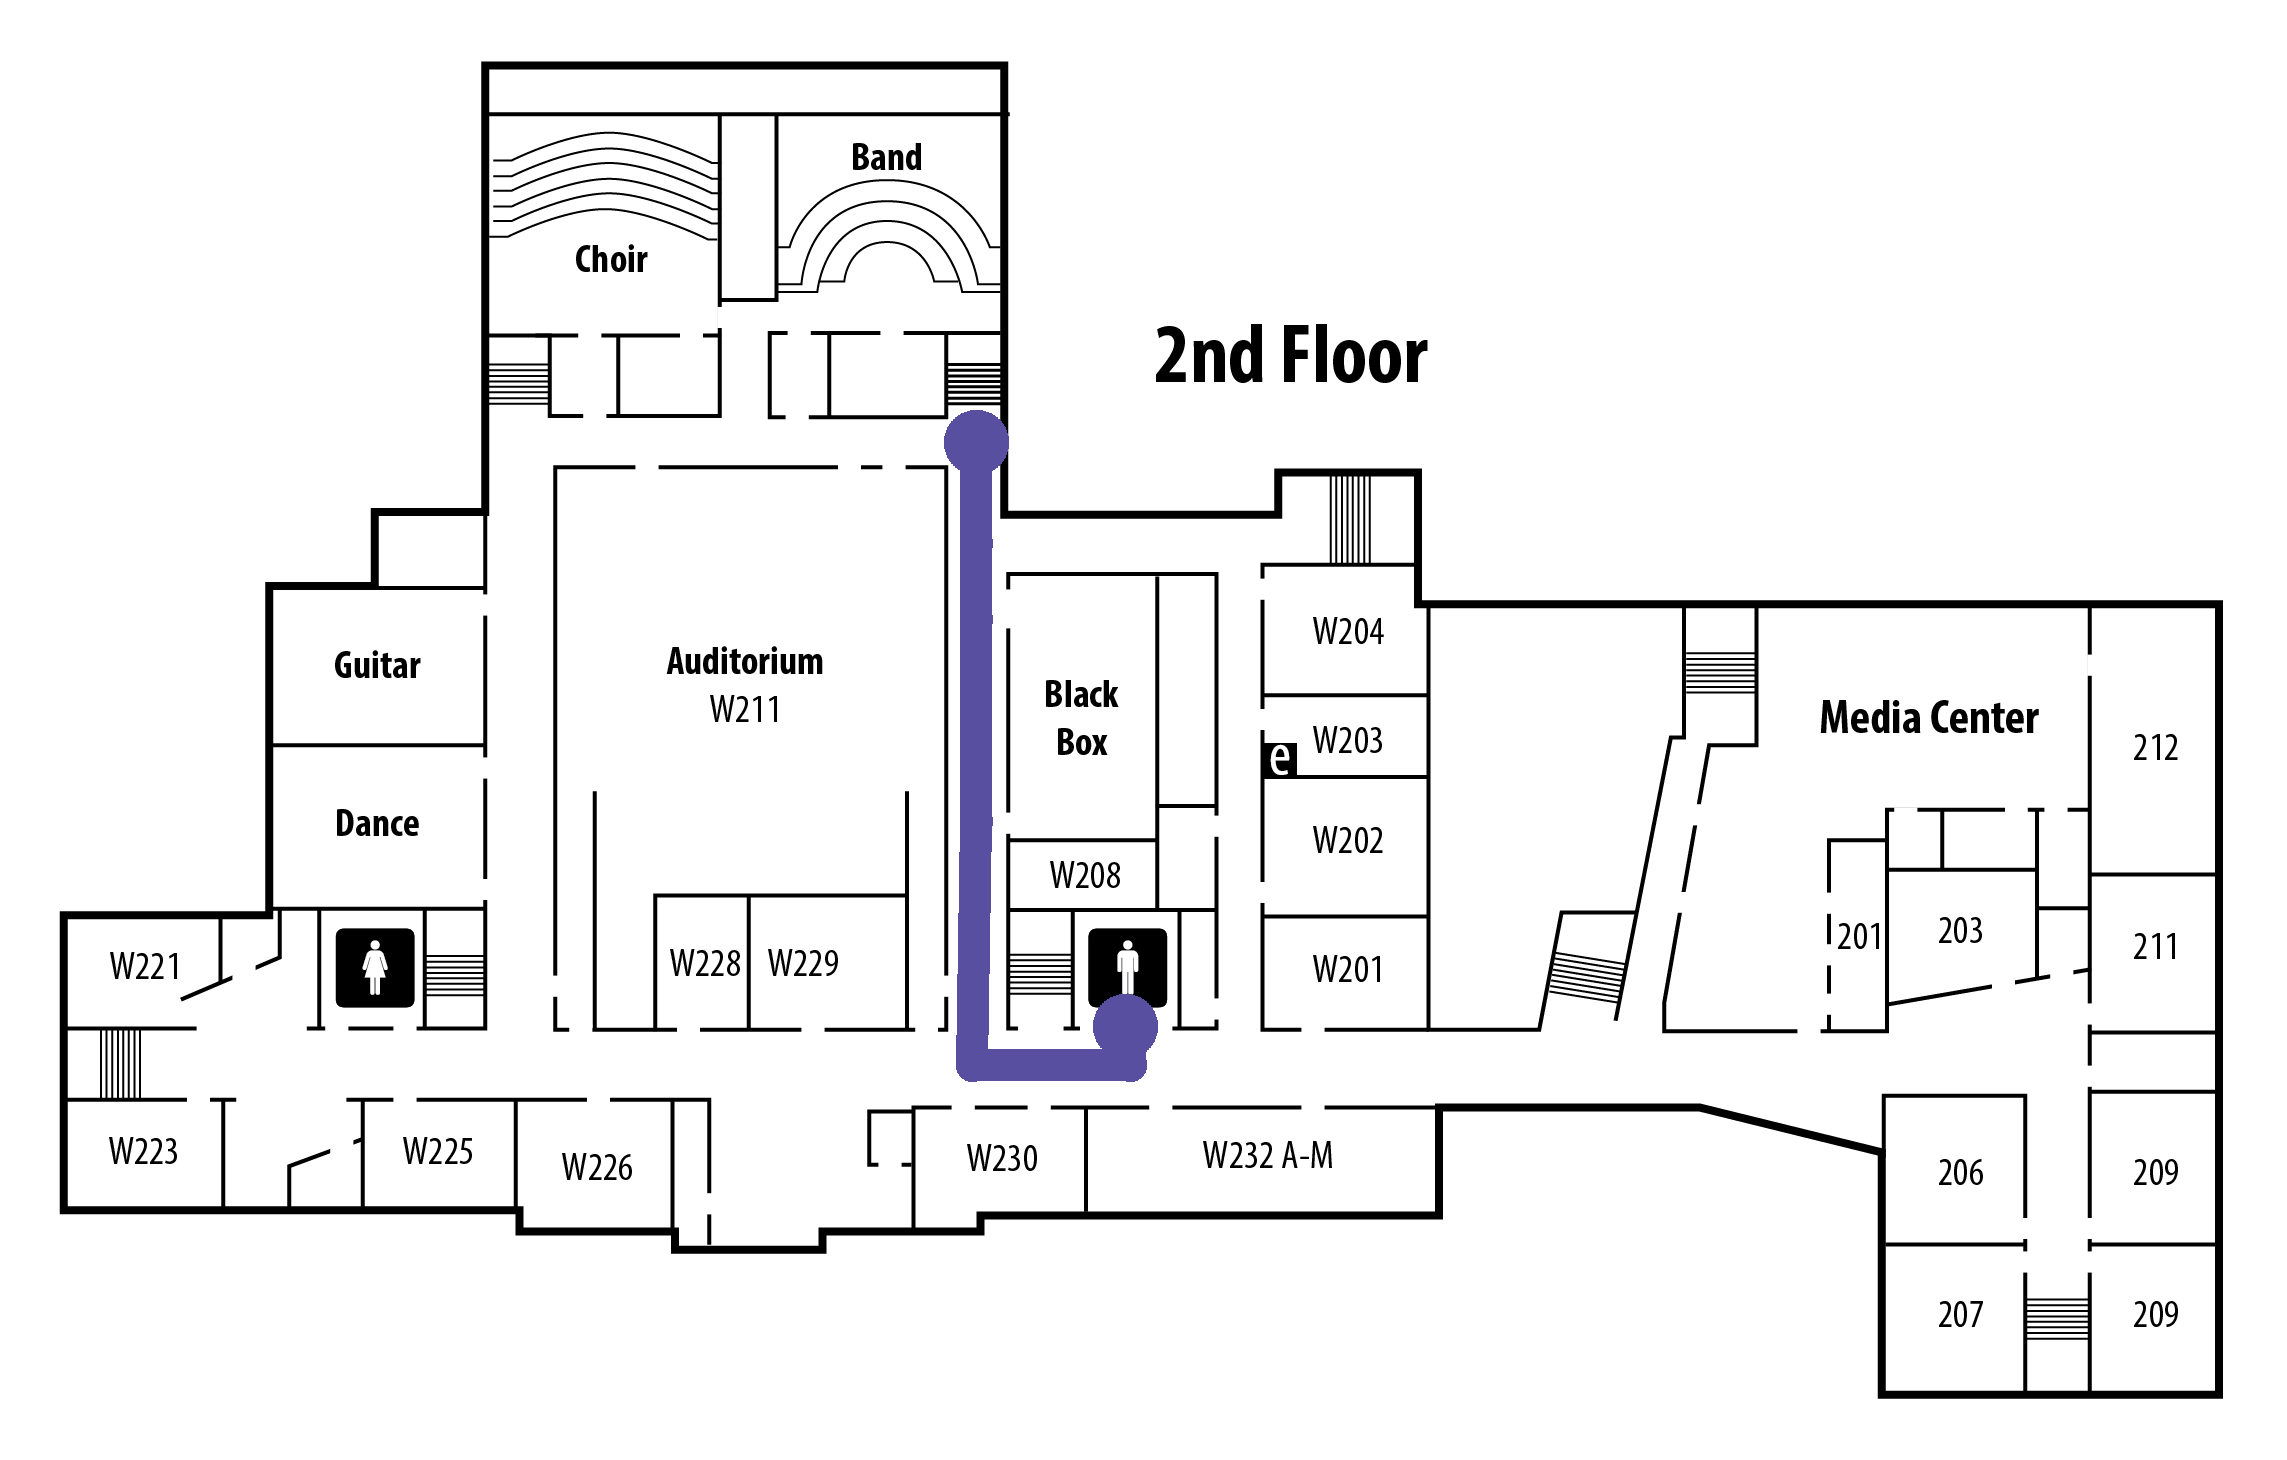 Band
Choir
2nd Floor
W204
Guitar
Auditorium
W211
Black
Box
Media Center
W203
e
212
Dance
W202
W208
W221
W228
W229
W201
201
203
211
W223
W225
W226
W230
W232 A-M
206
209
207
209